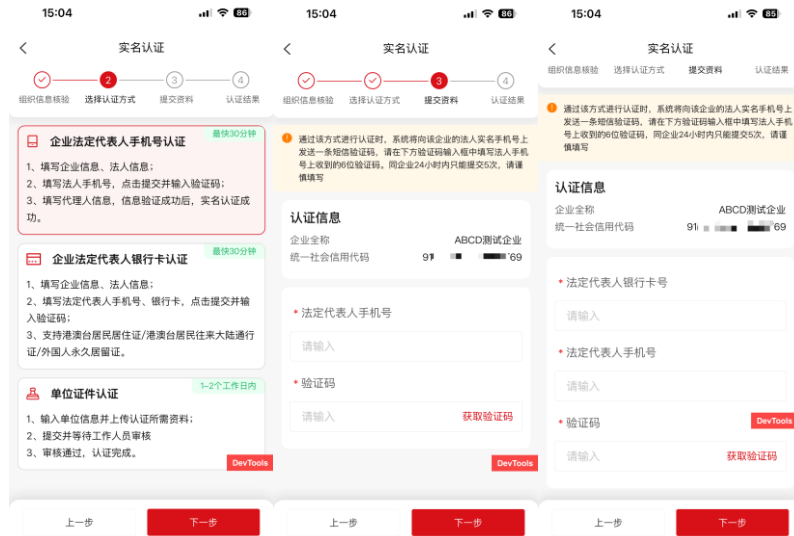 15:04
86
实名认证
2
3
4
组织信息核验
选择认证方式
提交资料
认证结果
企业法定代表人手机号认证
最快30分钟
1、填写企业信息、法人信息；
2、填写法人手机号，点击提交并输入验证码；
3、填写代理人信息，信息验证成功后，实名认证成
功。
企业法定代表人银行卡认证
最快30分钟
1、填写企业信息、法人信息；
2、填写法定代表人手机号、银行卡，点击提交并输
入验证码；
3、支持港澳台居民居住证/港澳台居民往来大陆通行
证/外国人永久居留证。
单位证件认证
1-2个工作日内
1、输入单位信息并上传认证所需资料；
2、提交并等待工作人员审核
3、审核通过，认证完成。
DevTools
上一步
下一步
15:04
86
实名认证
3
4
组织信息核验
选择认证方式
提交资料
认证结果
通过该方式进行认证时，系统将向该企业的法人实名手机号上
发送一条短信验证码，请在下方验证码输入框中填写法人手机
号上收到的6位验证码。同企业24小时内只能提交5次，请谨
慎填写
认证信息
企业全称
ABCD测试企业
统一社会信用代码
91
69
* 法定代表人手机号
请输入
* 验证码
请输入
获取验证码
DevTools
上一步
下一步
15:04
85
实名认证
组织信息核验
选择认证方式
提交资料
认证结果
通过该方式进行认证时，系统将向该企业的法人实名手机号上
发送一条短信验证码，请在下方验证码输入框中填写法人手机
号上收到的6位验证码，同企业24小时内只能提交5次，请谨
慎填写
认证信息
企业全称
ABCD测试企业
统一社会信用代码
91
69
* 法定代表人银行卡号
请输入
* 法定代表人手机号
请输入
* 验证码
DevTools
请输入
获取验证码
上一步
下一步